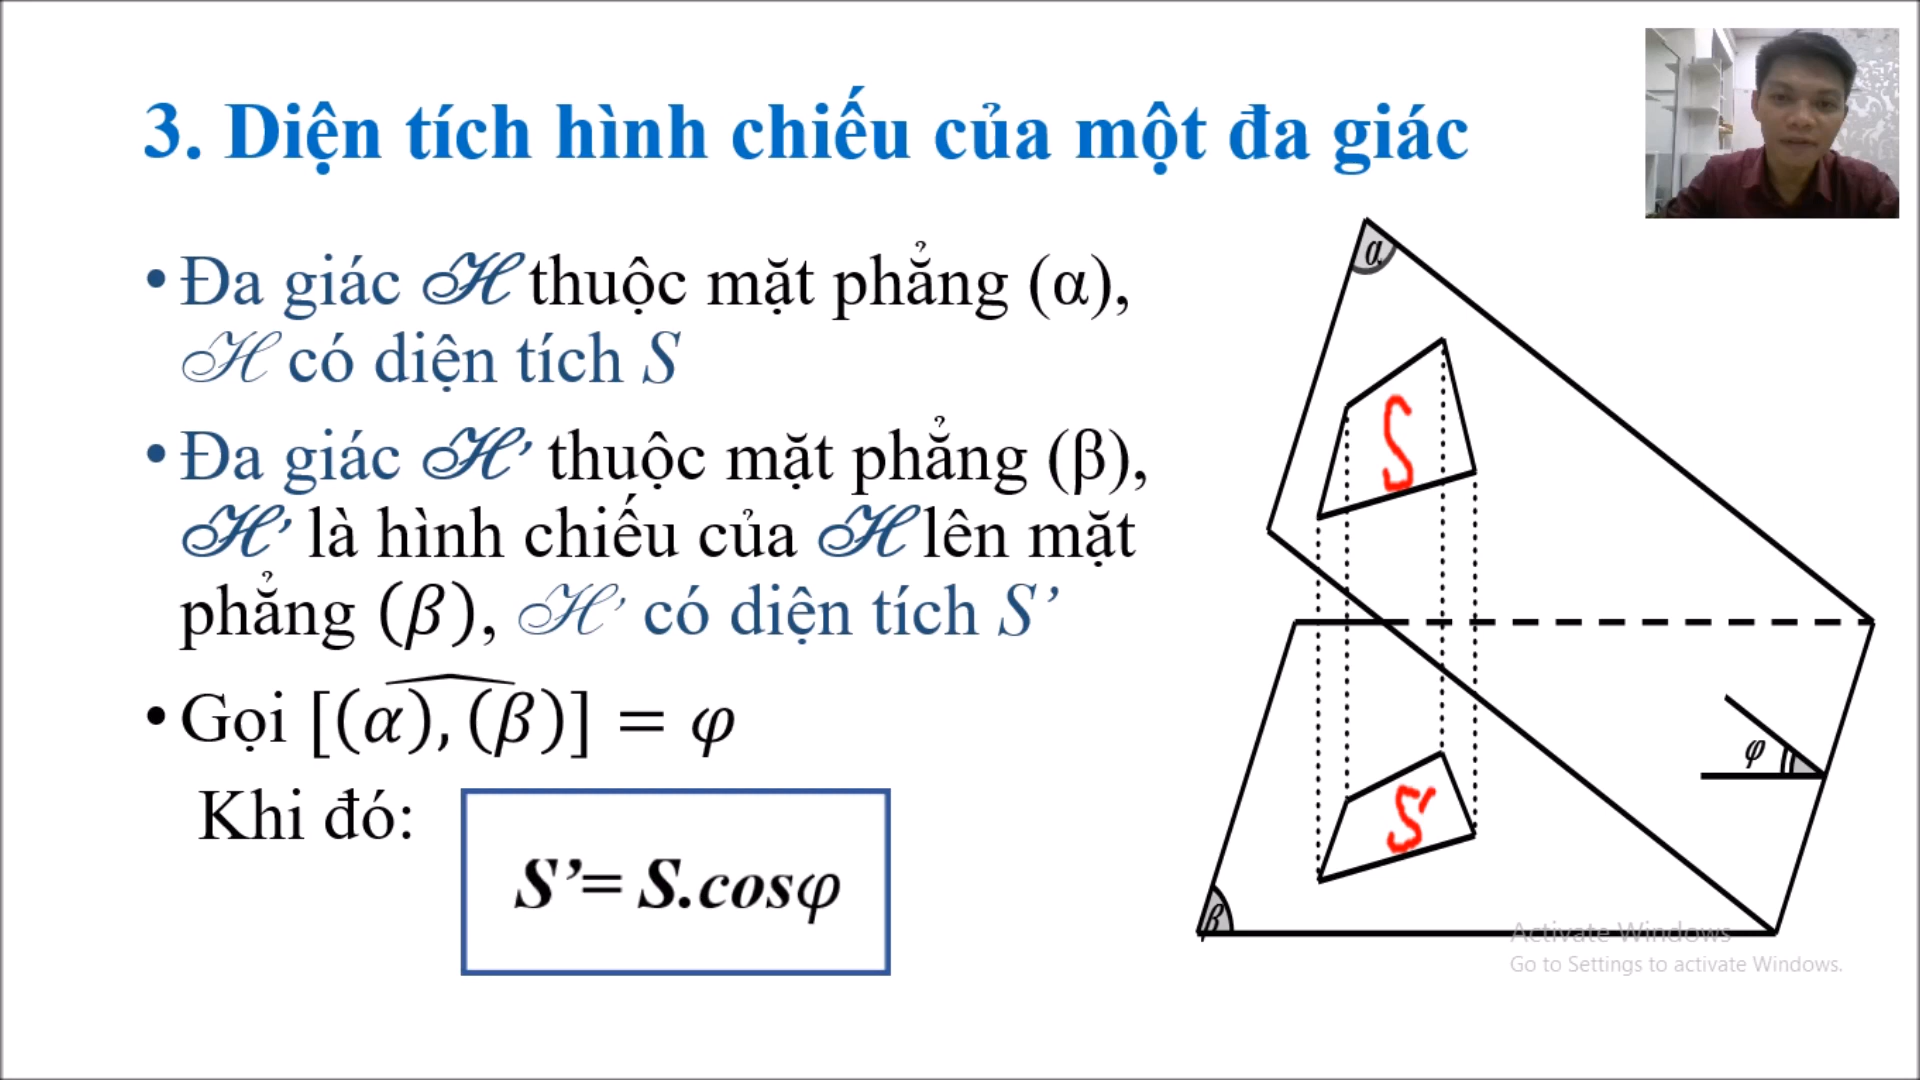 3. Diện tích hình chiếu của một đa giác
•Đa giác ℋ thuộc mặt phẳng (α),
ℋ có diện tích S
•Đa giác ℋ’ thuộc mặt phẳng (β),
ℋ’ là hình chiếu của ℋ lên mặt
phẳng (β), ℋ’ có diện tích S’
•Gọi [(α), (β)] = φ
Khi đó:
S’= S.cosφ
α
S
φ
S'
β
Activate Windows
Go to Settings to activate Windows.